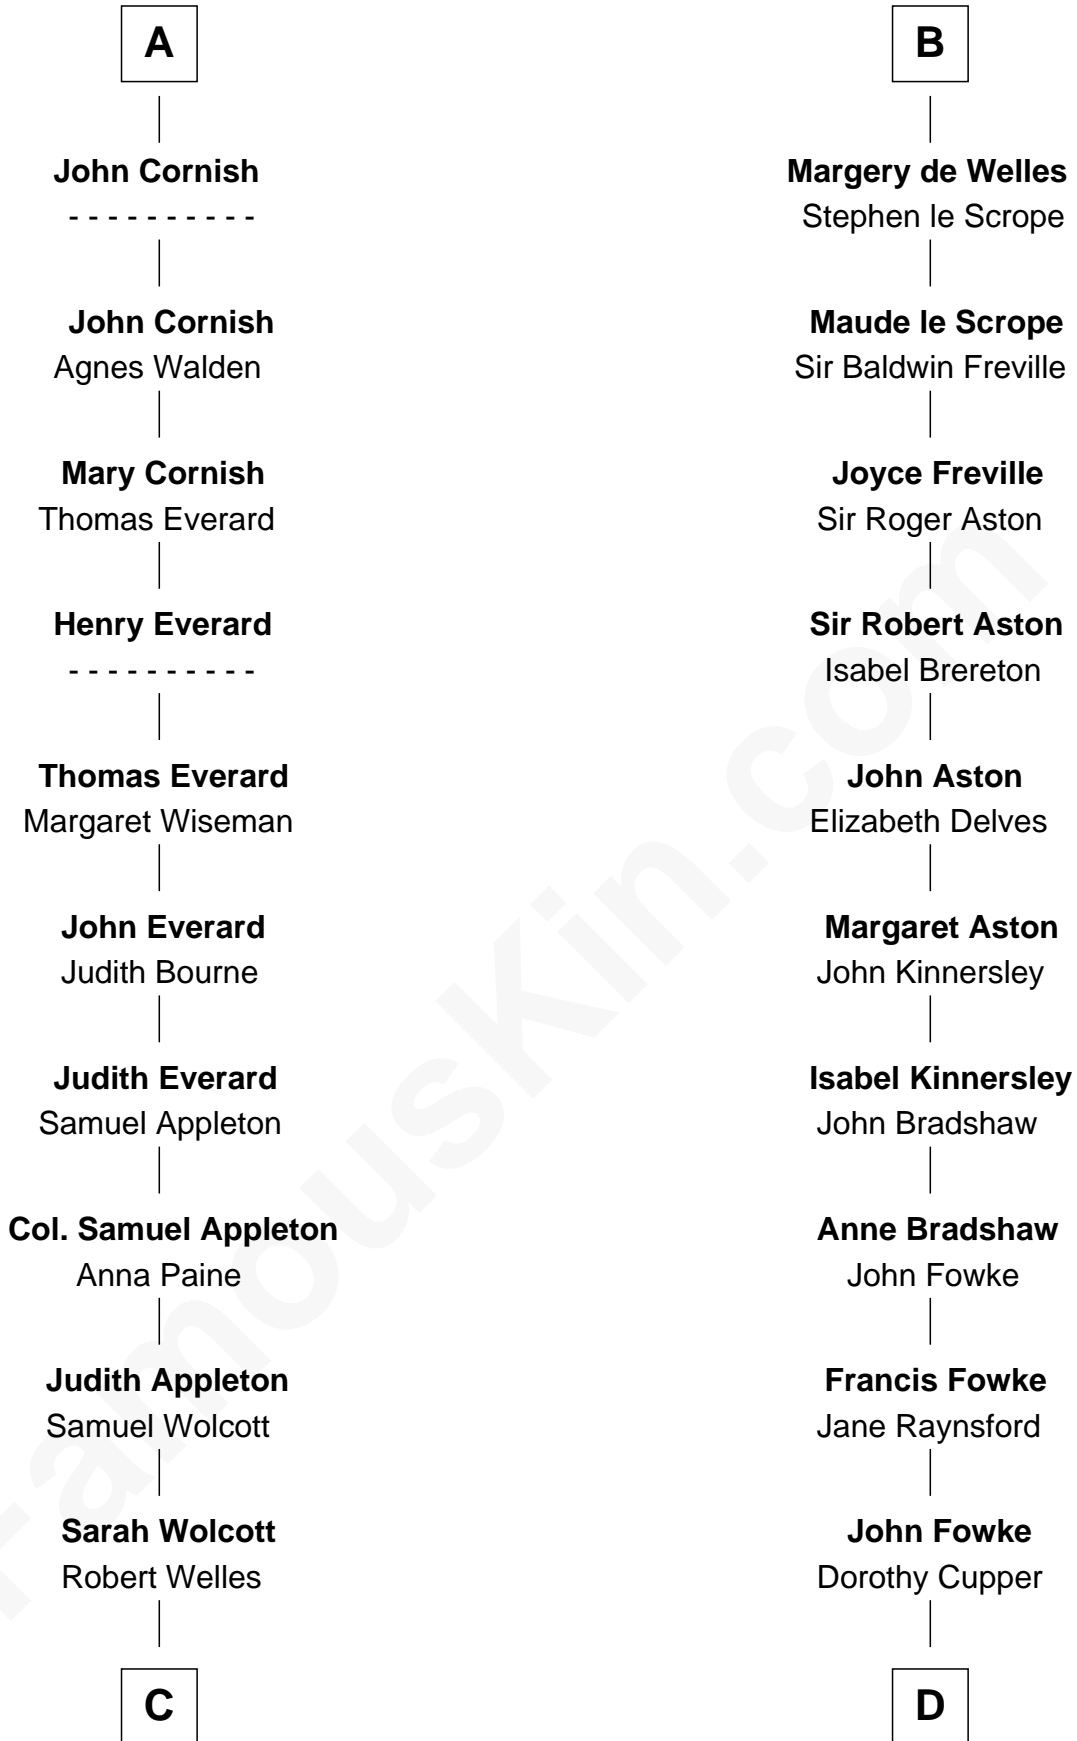 A
John Cornish
- - - - - - - - - -
John Cornish
Agnes Walden
Mary Cornish
Thomas Everard
Henry Everard
- - - - - - - - - -
Thomas Everard
Margaret Wiseman
John Everard
Judith Bourne
Judith Everard
Samuel Appleton
Col. Samuel Appleton
Anna Paine
Judith Appleton
Samuel Wolcott
Sarah Wolcott
Robert Welles
C
B
Margery de Welles
Stephen le Scrope
Maude le Scrope
Sir Baldwin Freville
Joyce Freville
Sir Roger Aston
Sir Robert Aston
Isabel Brereton
John Aston
Elizabeth Delves
Margaret Aston
John Kinnersley
Isabel Kinnersley
John Bradshaw
Anne Bradshaw
John Fowke
Francis Fowke
Jane Raynsford
John Fowke
Dorothy Cupper
D
FamousKin.com